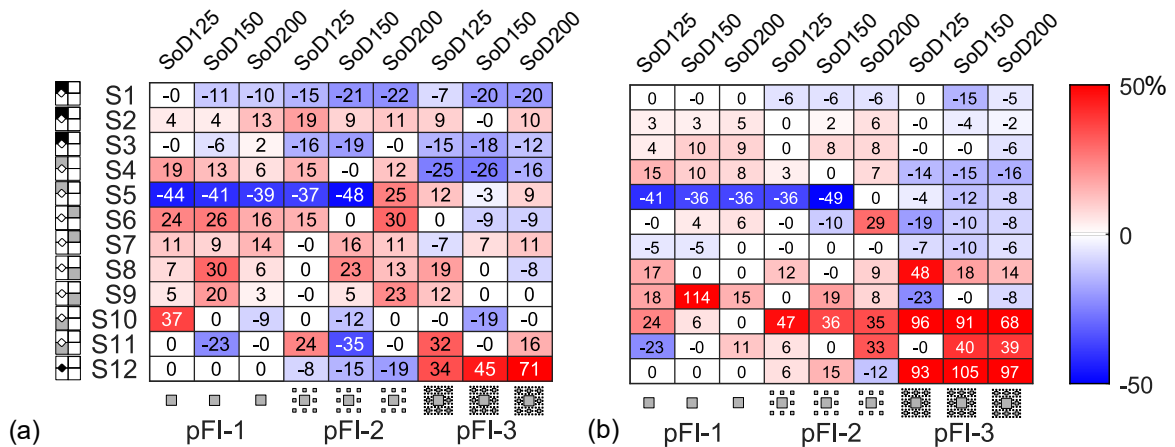 SoD125 SoD150 SoD200 SoD125 SoD150 SoD200 SoD125 SoD150 SoD200 SoD125 SoD150 SoD200 SoD125 SoD150 SoD200 SoD125 SoD150 SoD200
S1 -0 -11 -10 -15 -21 -22 -7 -20 -20 0 -0 0 -6 -6 -6 0 -15 -5 50%
S2 4 4 13 19 9 11 9 -0 10 3 3 5 0 2 6 -0 -4 -2
S3 -0 -6 2 -16 -19 -0 -15 -18 -12 4 10 9 0 8 8 -0 -0 -6
S4 19 13 6 15 -0 12 -25 -26 -16 15 10 8 3 0 7 -14 -15 -16
S5 -44 -41 -39 -37 -48 25 12 -3 9 -41 -36 -36 -36 -49 0 -4 -12 -8
S6 24 26 16 15 0 30 0 -9 -9 -0 4 6 -0 -10 29 -19 -10 -8 0
S7 11 9 14 -0 16 11 -7 7 11 -5 -5 0 -0 0 0 -7 -10 -6
S8 7 30 6 0 23 13 19 0 -8 17 0 0 12 -0 9 48 18 14
S9 5 20 3 -0 5 23 12 0 0 18 114 15 0 19 8 -23 -0 -8
S10 37 0 -9 0 -12 -0 -0 -19 -0 24 6 0 47 36 35 96 91 68
S11 0 -23 -0 24 -35 -0 32 -0 16 -23 -0 11 6 0 33 -0 40 39
S12 0 0 0 -8 -15 -19 34 45 71 0 0 0 6 15 -12 93 105 97 -50
(a) pFI-1 pFI-2 pFI-3 (b) pFI-1 pFI-2 pFI-3